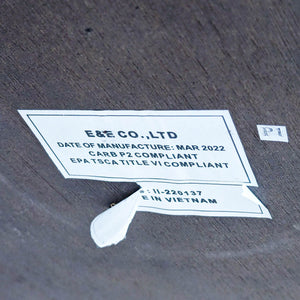 E&E CO.,LTD
DATE OF MANUFACTURE: MAR 2022
CARB P2 COMPLIANT
EPA TSCA TITLE VI COMPLIANT
: II-220137
E IN VIETNAM
P1